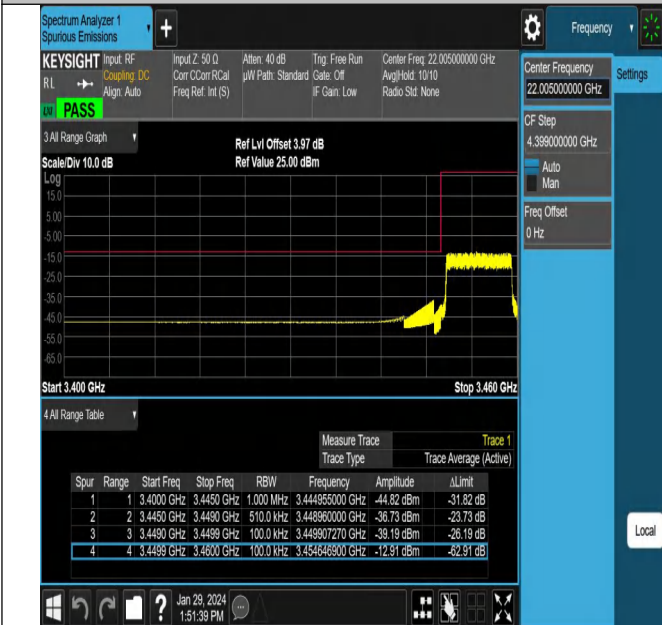 Spectrum Analyzer 1
Spurious Emissions
+
Frequency
KEYSIGHT
RL
Input: RF
Coupling: DC
Align: Auto
Input Z: 50 Ω
Corr CCorr RCal
Freq Ref: Int (S)
Atten: 40 dB
µW Path: Standard
Trig: Free Run
Gate: Off
IF Gain: Low
Center Freq: 22.005000000 GHz
Avg|Hold: 10/10
Radio Std: None
PASS
Center Frequency
22.005000000 GHz
Settings
CF Step
4.399000000 GHz
Auto
Man
Freq Offset
0 Hz
3 All Range Graph
Ref Lvl Offset 3.97 dB
Scale/Div 10.0 dB
Ref Value 25.00 dBm
Log
15.0
5.00
-5.00
-15.0
-25.0
-35.0
-45.0
-55.0
-65.0
Start 3.400 GHz
Stop 3.460 GHz
4 All Range Table
Measure Trace Trace 1
Trace Type Trace Average (Active)
Spur Range Start Freq Stop Freq RBW Frequency Amplitude ΔLimit
1 1 3.4000 GHz 3.4450 GHz 1.000 MHz 3.444955000 GHz -44.82 dBm -31.82 dB
2 2 3.4450 GHz 3.4490 GHz 510.0 kHz 3.448960000 GHz -36.73 dBm -23.73 dB
3 3 3.4490 GHz 3.4499 GHz 100.0 kHz 3.449907270 GHz -39.19 dBm -26.19 dB
4 4 3.4499 GHz 3.4600 GHz 100.0 kHz 3.454646900 GHz -12.91 dBm -62.91 dB
Local
?
Jan 29, 2024
1:51:39 PM